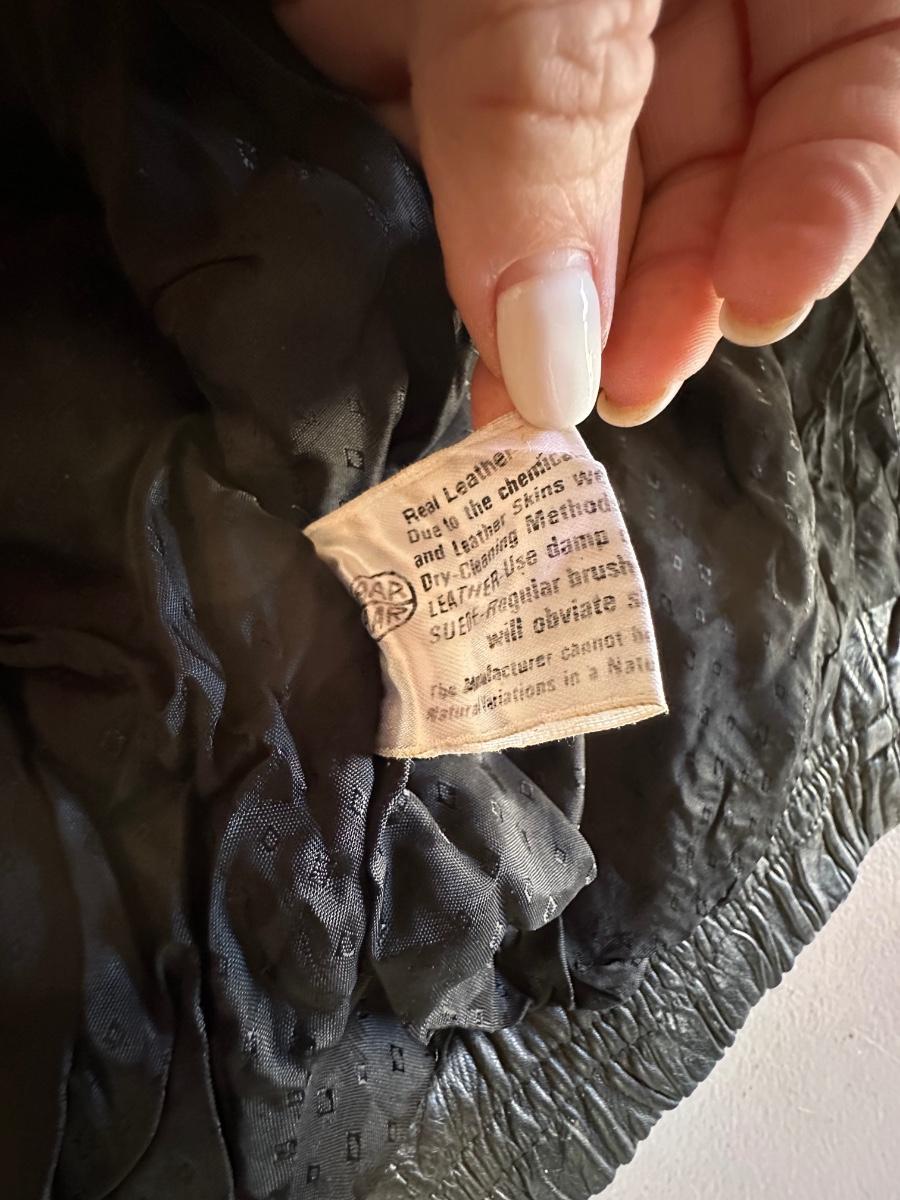 Real Leather
Due to the chemica
and Leather Skins we
Dry-Cleaning Method
LEATHER-Use damp
SUEDE-Regular brush
will obviate s
The Manufacturer cannot be
Natural Variations in a Natu